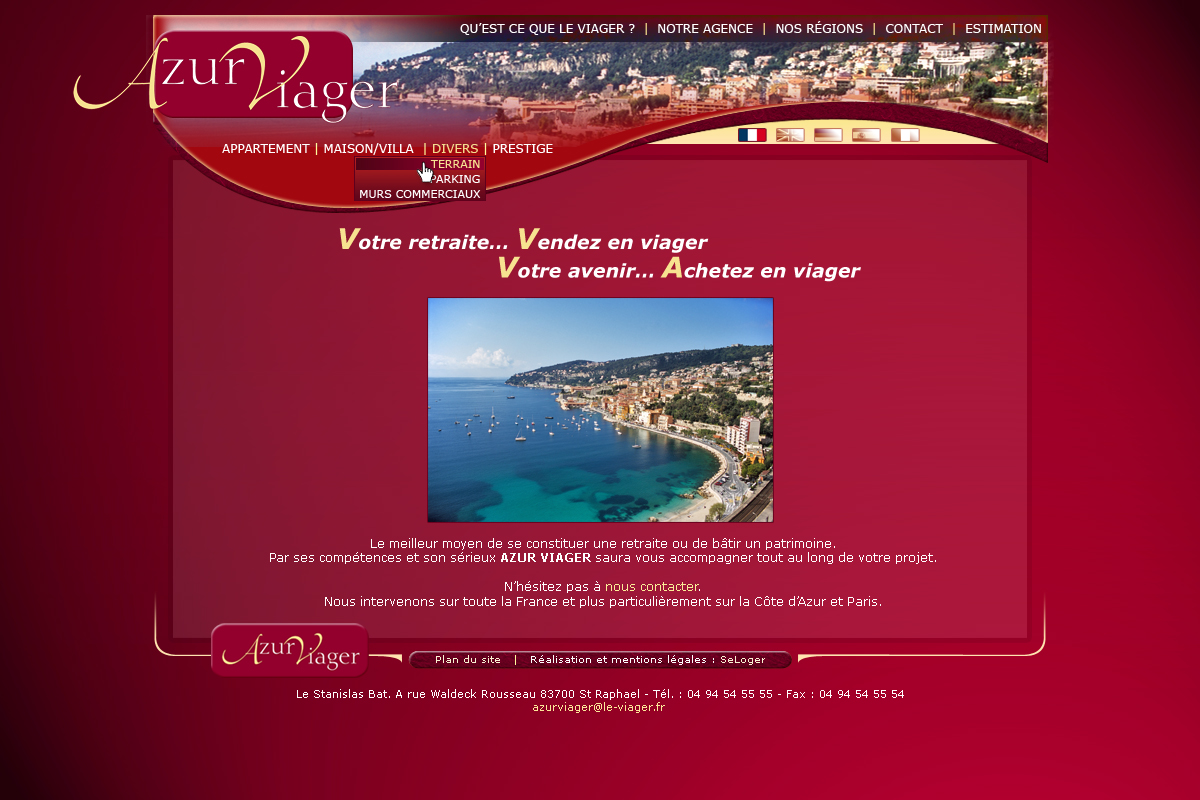 QU'EST CE QUE LE VIAGER ? | NOTRE AGENCE | NOS RÉGIONS | CONTACT | ESTIMATION
Azur Viager
APPARTEMENT | MAISON/VILLA | DIVERS | PRESTIGE
TERRAIN
PARKING
MURS COMMERCIAUX
Votre retraite... Vendez en viager
Votre avenir... Achetez en viager
Le meilleur moyen de se constituer une retraite ou de bâtir un patrimoine.
Par ses compétences et son sérieux AZUR VIAGER saura vous accompagner tout au long de votre projet.
N'hésitez pas à nous contacter.
Nous intervenons sur toute la France et plus particulièrement sur la Côte d'Azur et Paris.
Azur Viager
Plan du site | Réalisation et mentions légales : SeLoger
Le Stanislas Bat. A rue Waldeck Rousseau 83700 St Raphael - Tél. : 04 94 54 55 55 - Fax : 04 94 54 55 54
azurviager@le-viager.fr